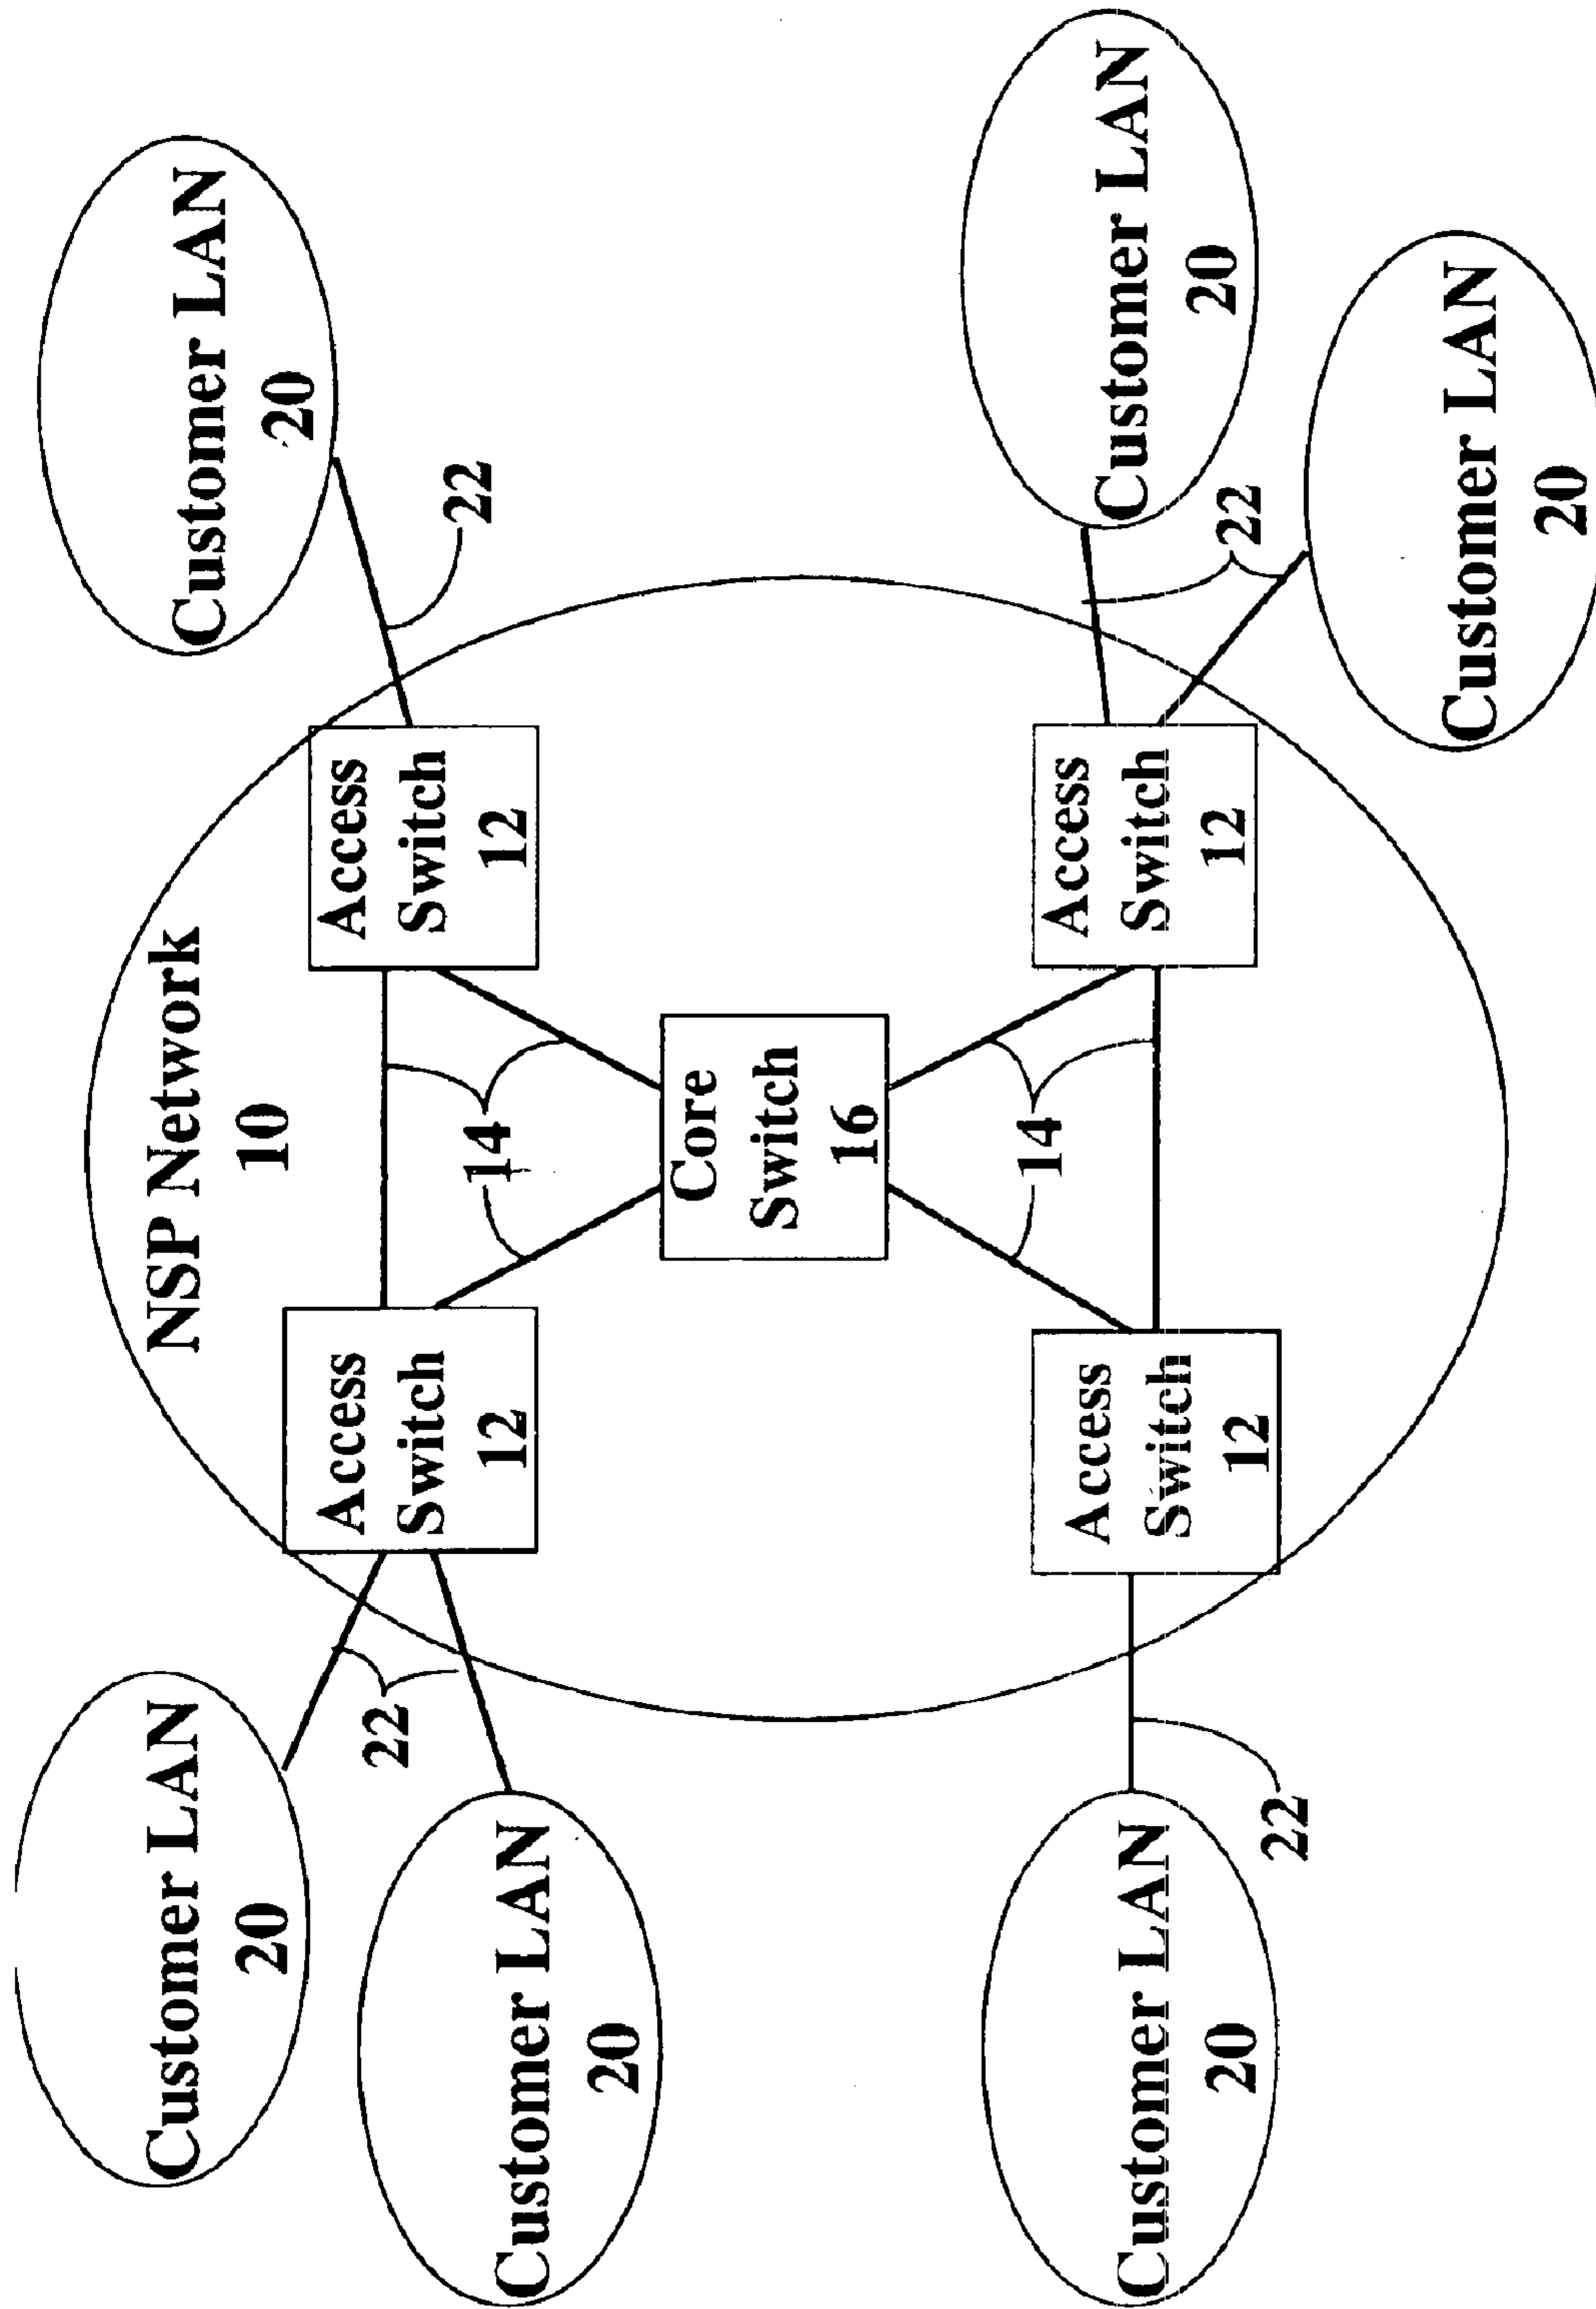 Customer LAN
20
NSP Network
10
Customer LAN
20
22
Access
Switch
12
Access
Switch
12
22
Customer LAN
20
14
Core
Switch
16
14
Customer LAN
20
22
Access
Switch
12
Access
Switch
12
22
Customer LAN
20
Customer LAN
20